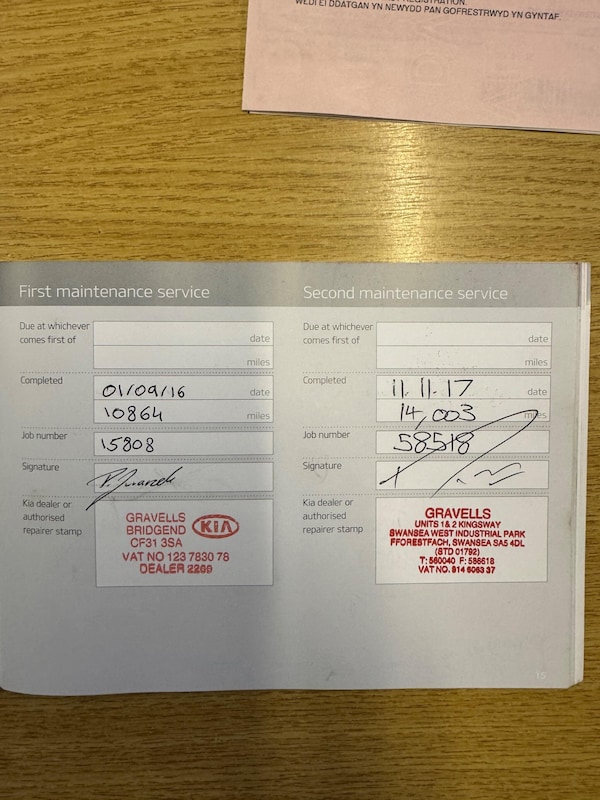 WEDI EI DDATGAN YN NEWYDD PAN GOFRESTRWYD YN GYNTAF.
First maintenance service
Due at whichever
comes first of
date
miles
Completed
01/09/16 date
10864 miles
Job number
15808
Signature
Kia dealer or
authorised
repairer stamp
GRAVELLS
BRIDGEND
CF31 3SA
KIA
VAT NO 123 7830 78
DEALER 2269
Second maintenance service
Due at whichever
comes first of
date
miles
Completed
11.11.17 date
14,003 miles
Job number
58518
Signature
Kia dealer or
authorised
repairer stamp
GRAVELLS
UNITS 1& 2 KINGSWAY
SWANSEA WEST INDUSTRIAL PARK
FFORESTFACH, SWANSEA SA5 4DL
(STD 01792)
T: 560040 F: 586618
VAT NO. 914 6063 37
15